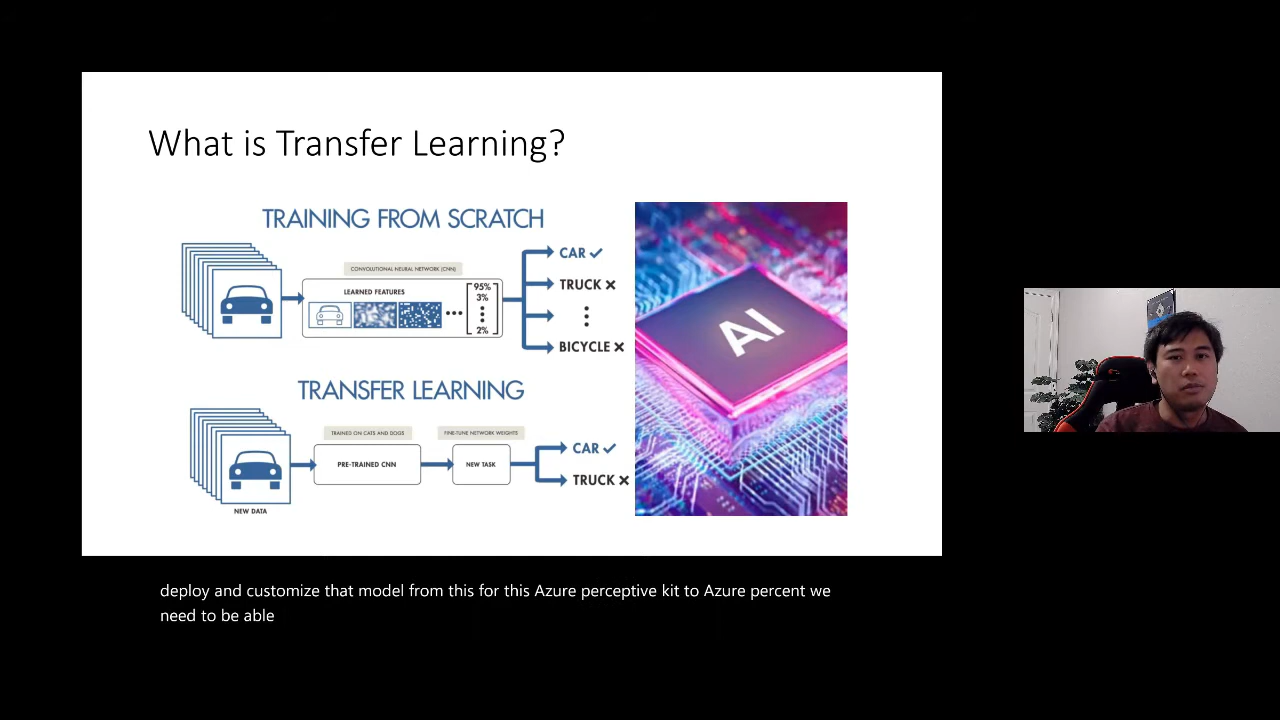 What is Transfer Learning?
TRAINING FROM SCRATCH
CONVOLUTIONAL NEURAL NETWORK (CNN)
LEARNED FEATURES
95%
3%
2%
CAR ✓
TRUCK ×
BICYCLE ×
TRANSFER LEARNING
TRAINED ON CATS AND DOGS
FINE-TUNE NETWORK WEIGHTS
PRE-TRAINED CNN
NEW TASK
CAR ✓
TRUCK ×
NEW DATA
AI
deploy and customize that model from this for this Azure perceptive kit to Azure percent we
need to be able